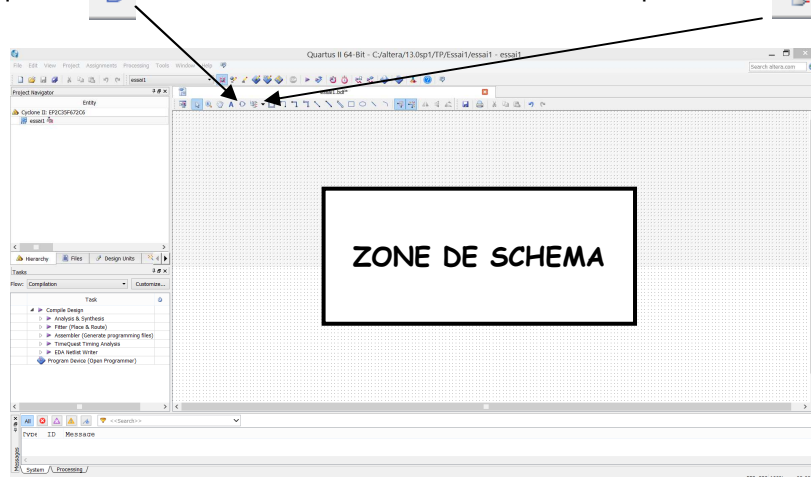 Quartus II 64-Bit - C:/altera/13.0sp1/TP/Essai1/essai1 - essai1
File Edit View Project Assignments Processing Tools Window Help
Search altera.com
essai1
Project Navigator
essai1.bdf*
Entity
Cyclone II: EP2C35F672C6
essai1
ZONE DE SCHEMA
Hierarchy Files Design Units
Tasks
Flow: Compilation Customize...
Task
Compile Design
Analysis & Synthesis
Fitter (Place & Route)
Assembler (Generate programming files)
TimeQuest Timing Analysis
EDA Netlist Writer
Program Device (Open Programmer)
All <<Search>>
Type ID Message
Messages
System Processing